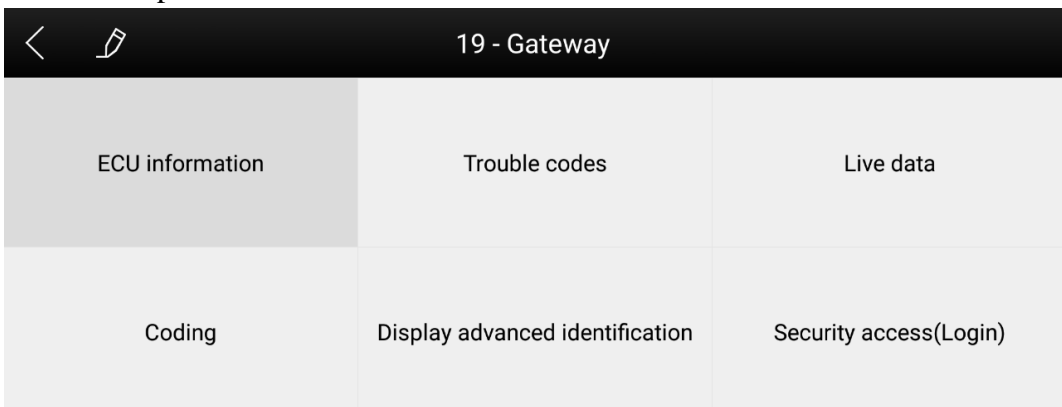 19 - Gateway
ECU information
Trouble codes
Live data
Coding
Display advanced identification
Security access(Login)